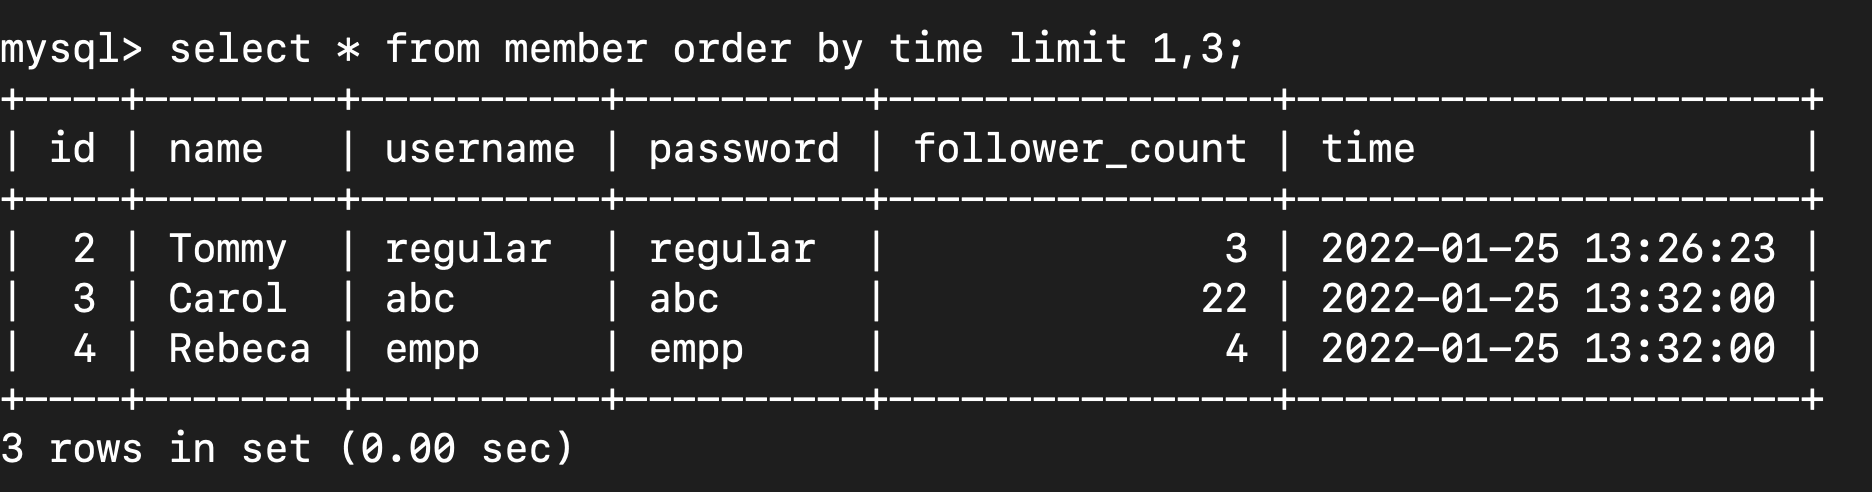 mysql> select * from member order by time limit 1,3;
+----+--------+----------+----------+----------------+---------------------+
| id | name   | username | password | follower_count | time                |
+----+--------+----------+----------+----------------+---------------------+
|  2 | Tommy  | regular  | regular  |              3 | 2022-01-25 13:26:23 |
|  3 | Carol  | abc      | abc      |             22 | 2022-01-25 13:32:00 |
|  4 | Rebeca | empp     | empp     |              4 | 2022-01-25 13:32:00 |
+----+--------+----------+----------+----------------+---------------------+
3 rows in set (0.00 sec)